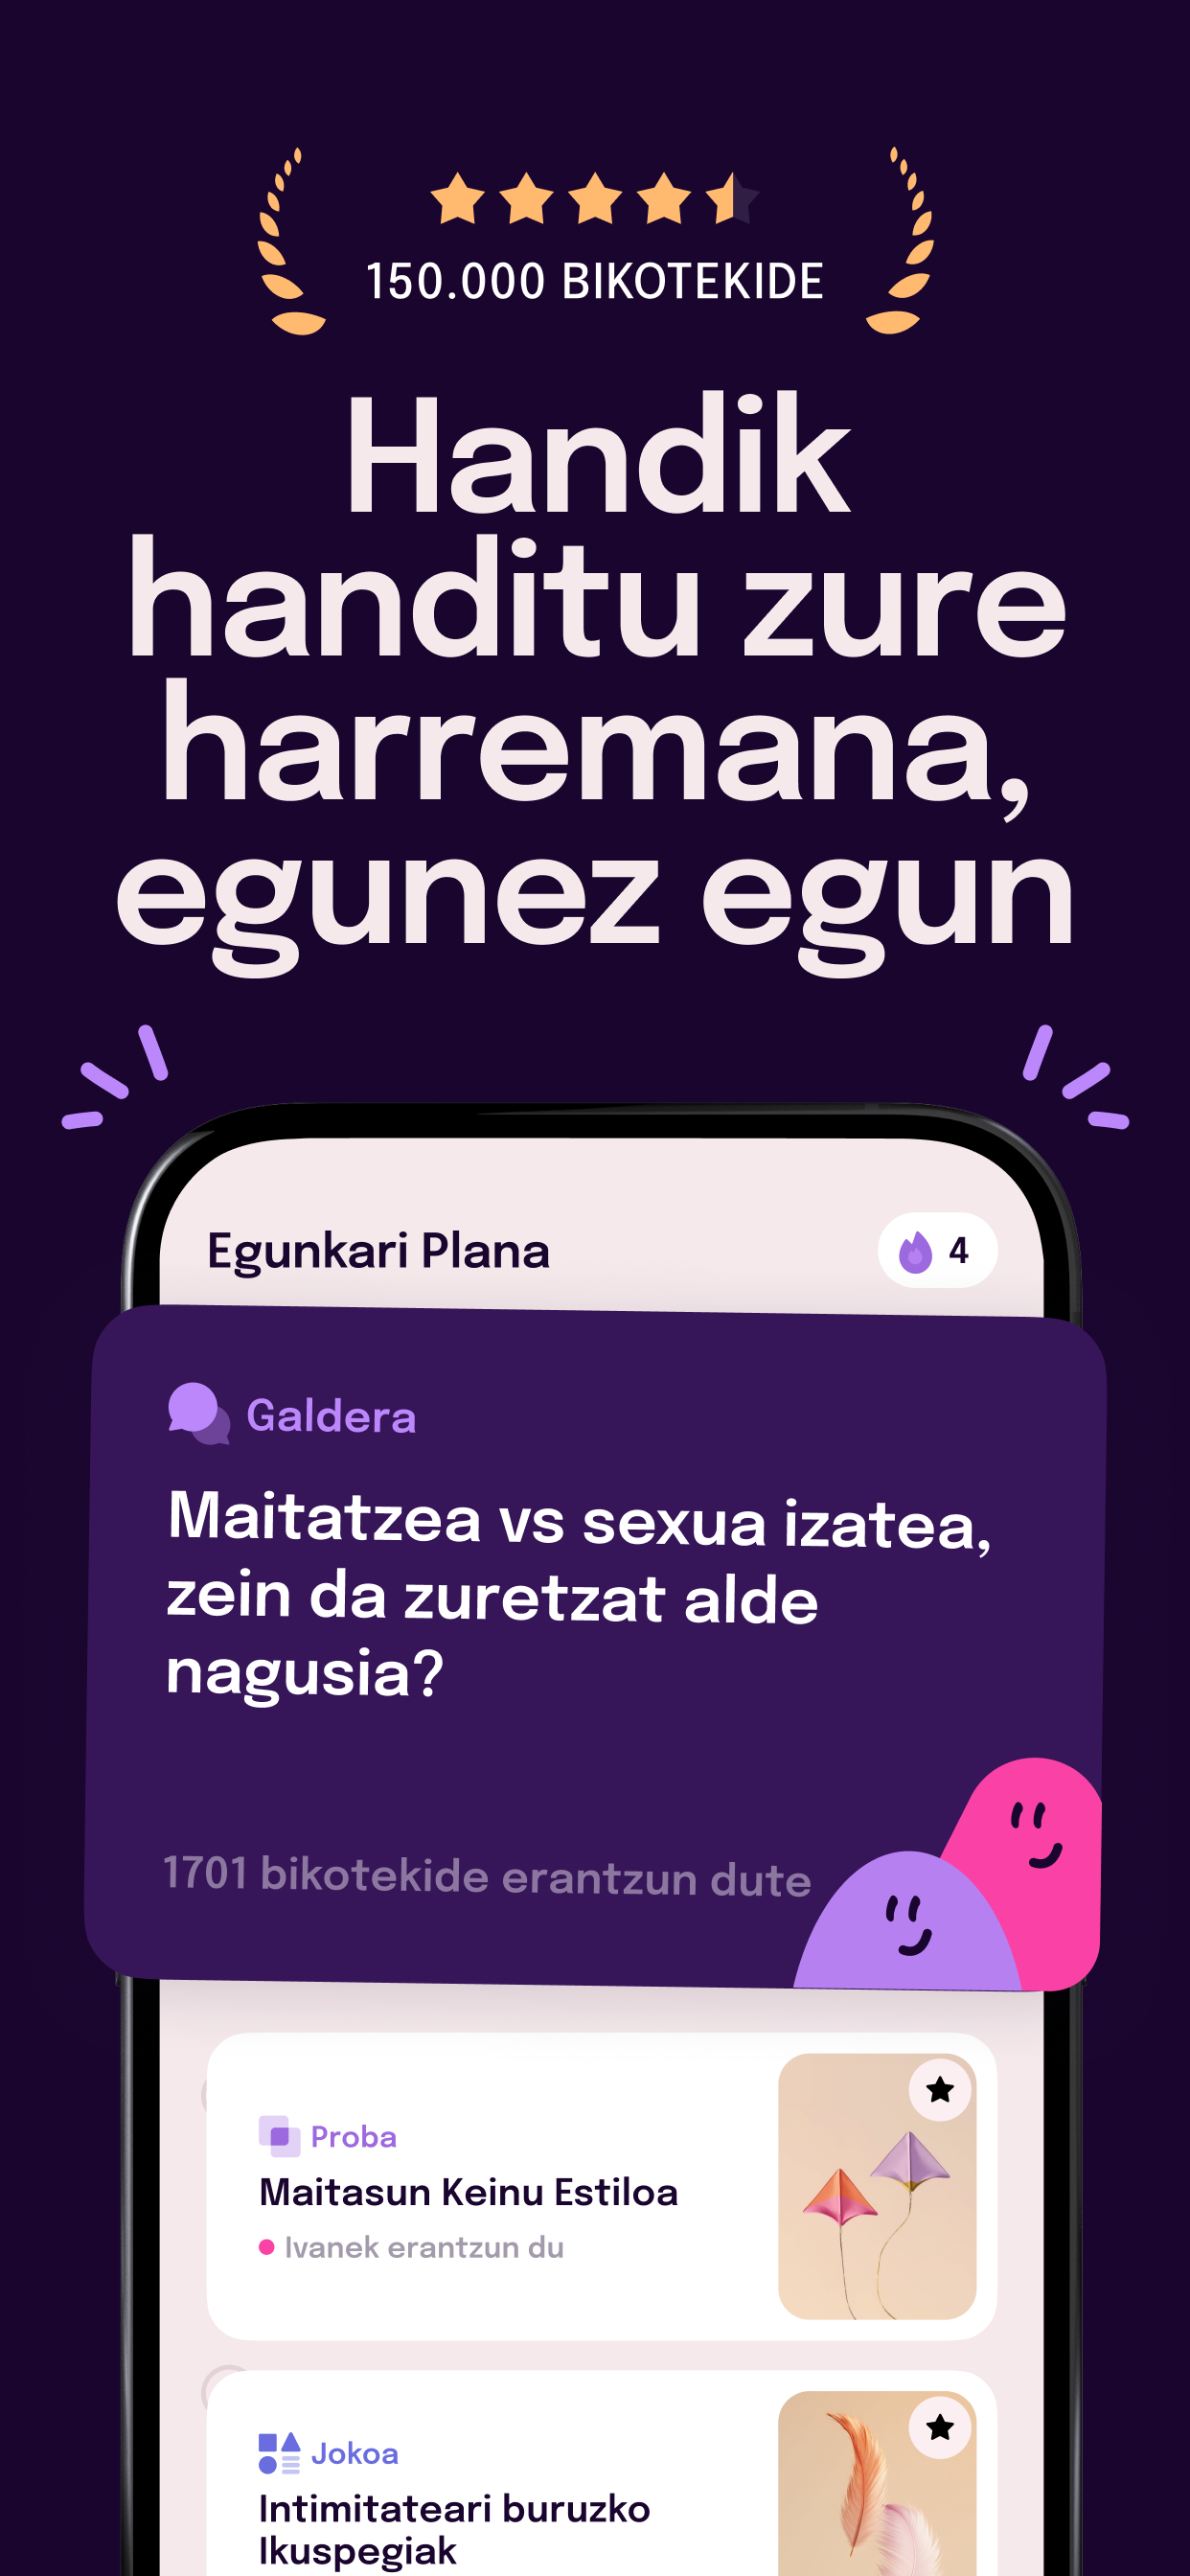 150.000 BIKOTEKIDE
Handik
handitu zure
harremana,
egunez egun
Egunkari Plana
4
Galdera
Maitatzea vs sexua izatea,
zein da zuretzat alde
nagusia?
1701 bikotekide erantzun dute
Proba
Maitasun Keinu Estiloa
Ivanek erantzun du
Jokoa
Intimitateari buruzko
Ikuspegiak